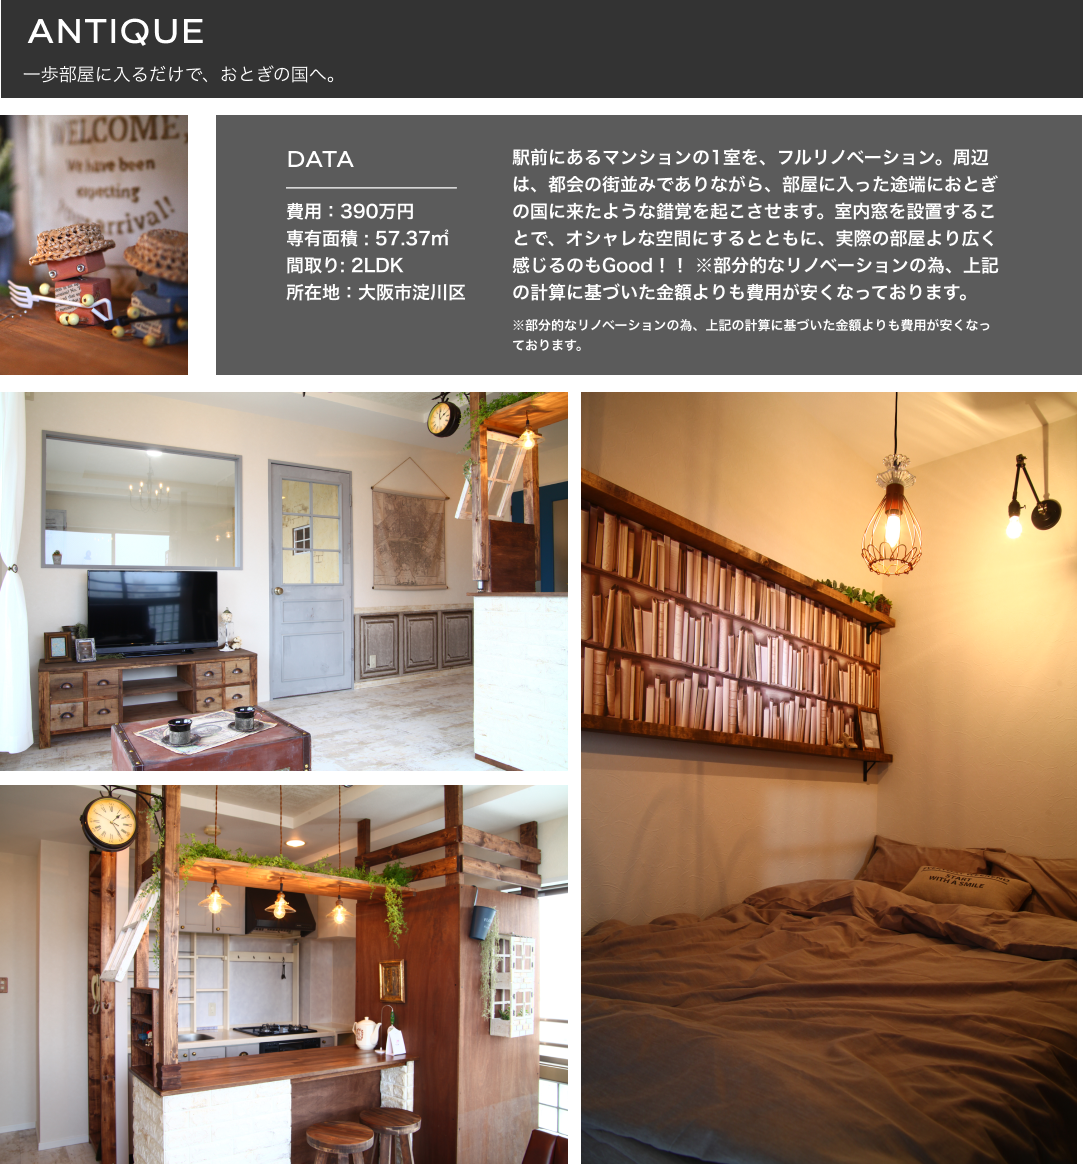 ANTIQUE
一歩部屋に入るだけで、おとぎの国へ。
WELCOME,
We have been
expecting
arrival!
DATA
費用：390万円
専有面積 : 57.37㎡
間取り: 2LDK
所在地：大阪市淀川区
駅前にあるマンションの1室を、フルリノベーション。周辺
は、都会の街並みでありながら、部屋に入った途端におとぎ
の国に来たような錯覚を起こさせます。室内窓を設置するこ
とで、オシャレな空間にするとともに、実際の部屋より広く
感じるのもGood！！ ※部分的なリノベーションの為、上記
の計算に基づいた金額よりも費用が安くなっております。
※部分的なリノベーションの為、上記の計算に基づいた金額よりも費用が安くなっ
ております。
START
WITH A SMILE